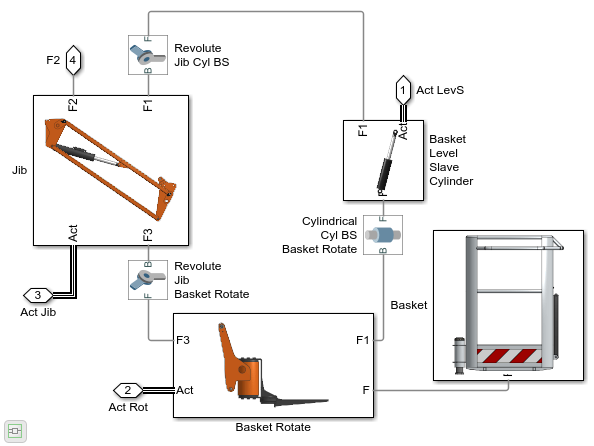 F
Revolute
Jib Cyl BS
B
F2
4
1
Act LevS
F2
F1
F1
Act
Basket
Level
Slave
Cylinder
Jib
F
Act
F3
Cylindrical
Cyl BS
Basket Rotate
F
B
B
Revolute
Jib
Basket Rotate
F
3
Act Jib
Basket
F3
F1
F
2
Act Rot
Act
F
Basket Rotate